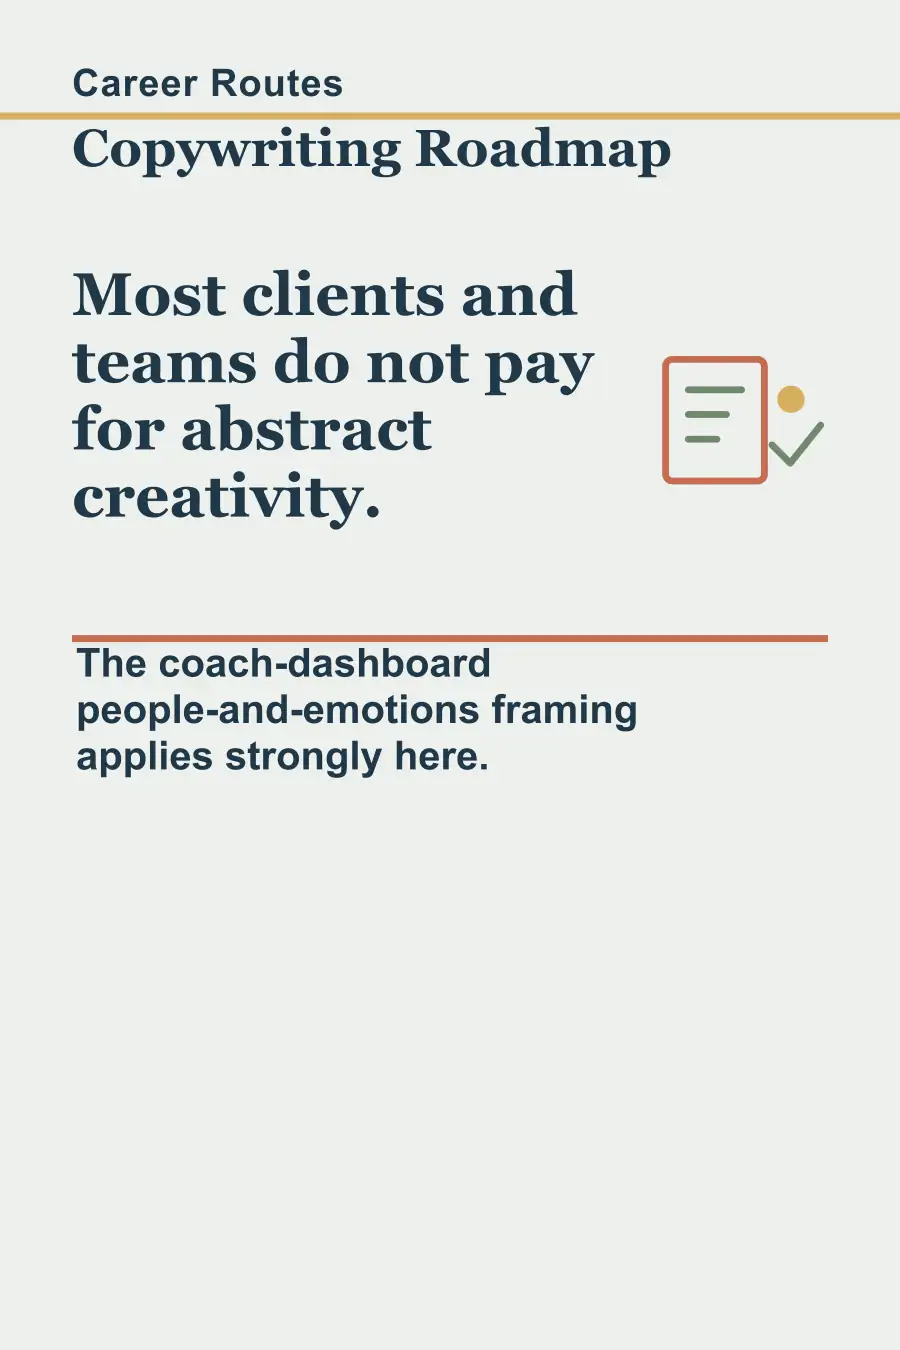 Career Routes
Copywriting Roadmap
Most clients and
teams do not pay
for abstract
creativity.
The coach-dashboard
people-and-emotions framing
applies strongly here.